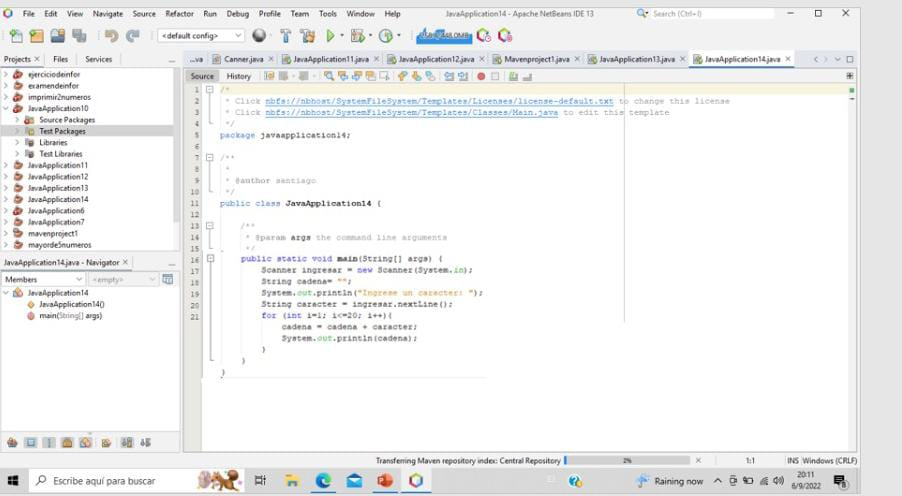 File Edit View Navigate Source Refactor Run Debug Profile Team Tools Window Help JavaApplication14 - Apache NetBeans IDE 13 Search (Ctrl+I)
<default config>
Projects Files Services
...va Canner.java JavaApplication11.java JavaApplication12.java Mavenproject1.java JavaApplication13.java JavaApplication14.java
Source History
ejerciciodeinfor
examendeinfor
imprimir2numeros
JavaApplication10
Source Packages
Test Packages
Libraries
Test Libraries
JavaApplication11
JavaApplication12
JavaApplication13
JavaApplication14
JavaApplication6
JavaApplication7
mavenproject1
mayorde5numeros
JavaApplication14.java - Navigator
Members <empty>
JavaApplication14
JavaApplication14()
main(String[] args)
1 /*
2 * Click nbfs://nbhost/SystemFileSystem/Templates/Licenses/license-default.txt to change this license
3 * Click nbfs://nbhost/SystemFileSystem/Templates/Classes/Main.java to edit this template
4 */
5 package javaapplication14;
6
7 /**
8 *
9 * @author santiago
10 */
11 public class JavaApplication14 {
12
13 /**
14 * @param args the command line arguments
15 */
16 public static void main(String[] args) {
17 Scanner ingresar = new Scanner(System.in);
18 String cadena= "";
19 System.out.println("Ingrese un caracter: ");
20 String caracter = ingresar.nextLine();
21 for (int i=1; i<=20; i++){
cadena = cadena + caracter;
System.out.println(cadena);
}
}
}
Transferring Maven repository index: Central Repository 2% 1:1 INS Windows (CRLF)
Escribe aquí para buscar
Raining now
20:11
6/9/2022